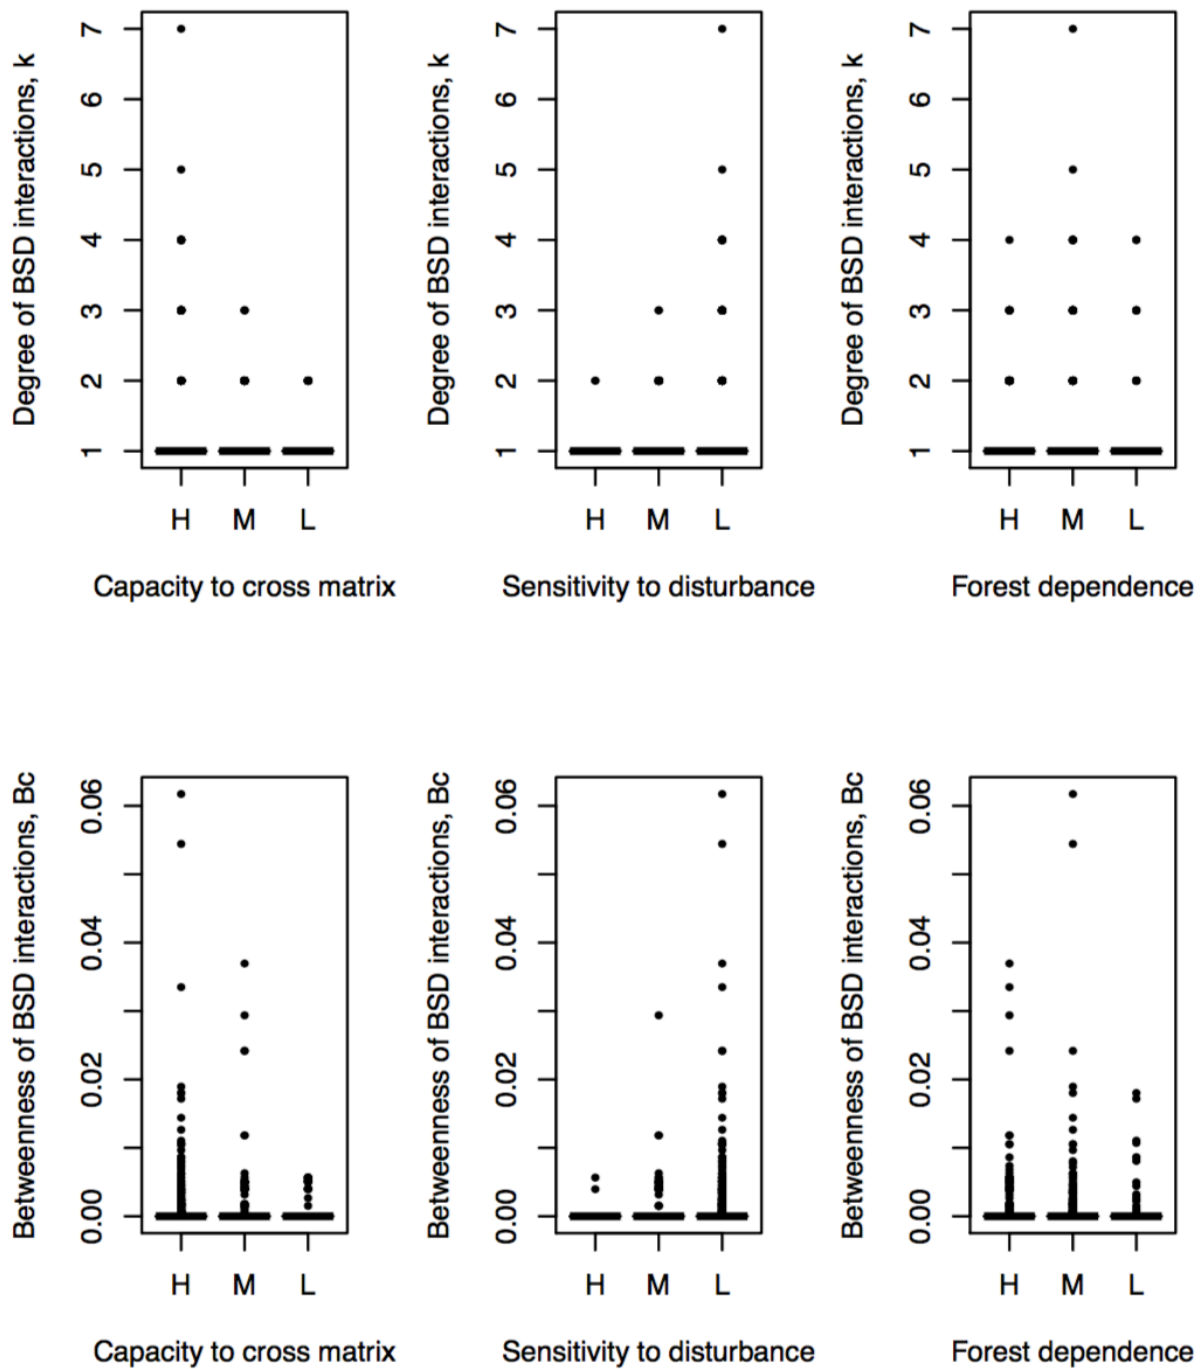 Degree of BSD interactions, k
7
6
5
4
3
2
1
H M L
Capacity to cross matrix
Degree of BSD interactions, k
7
6
5
4
3
2
1
H M L
Sensitivity to disturbance
Degree of BSD interactions, k
7
6
5
4
3
2
1
H M L
Forest dependence
Betweenness of BSD interactions, Bc
0.06
0.04
0.02
0.00
H M L
Capacity to cross matrix
Betweenness of BSD interactions, Bc
0.06
0.04
0.02
0.00
H M L
Sensitivity to disturbance
Betweenness of BSD interactions, Bc
0.06
0.04
0.02
0.00
H M L
Forest dependence